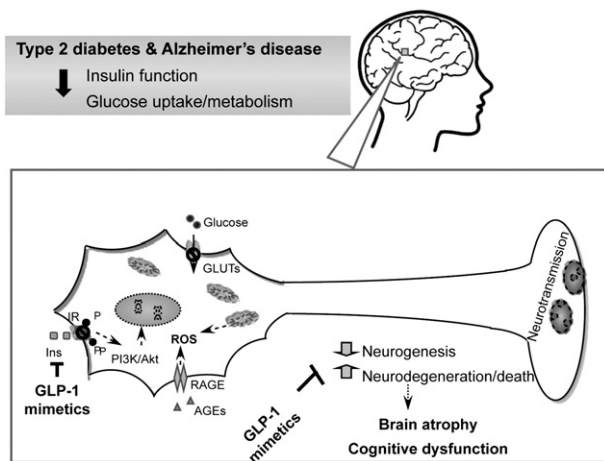 Type 2 diabetes & Alzheimer's disease
Insulin function
Glucose uptake/metabolism
Glucose
GLUTs
Neurotransmission
IR
P
PP
Ins
PI3K/Akt
ROS
RAGE
AGEs
GLP-1
mimetics
GLP-1
mimetics
Neurogenesis
Neurodegeneration/death
Brain atrophy
Cognitive dysfunction